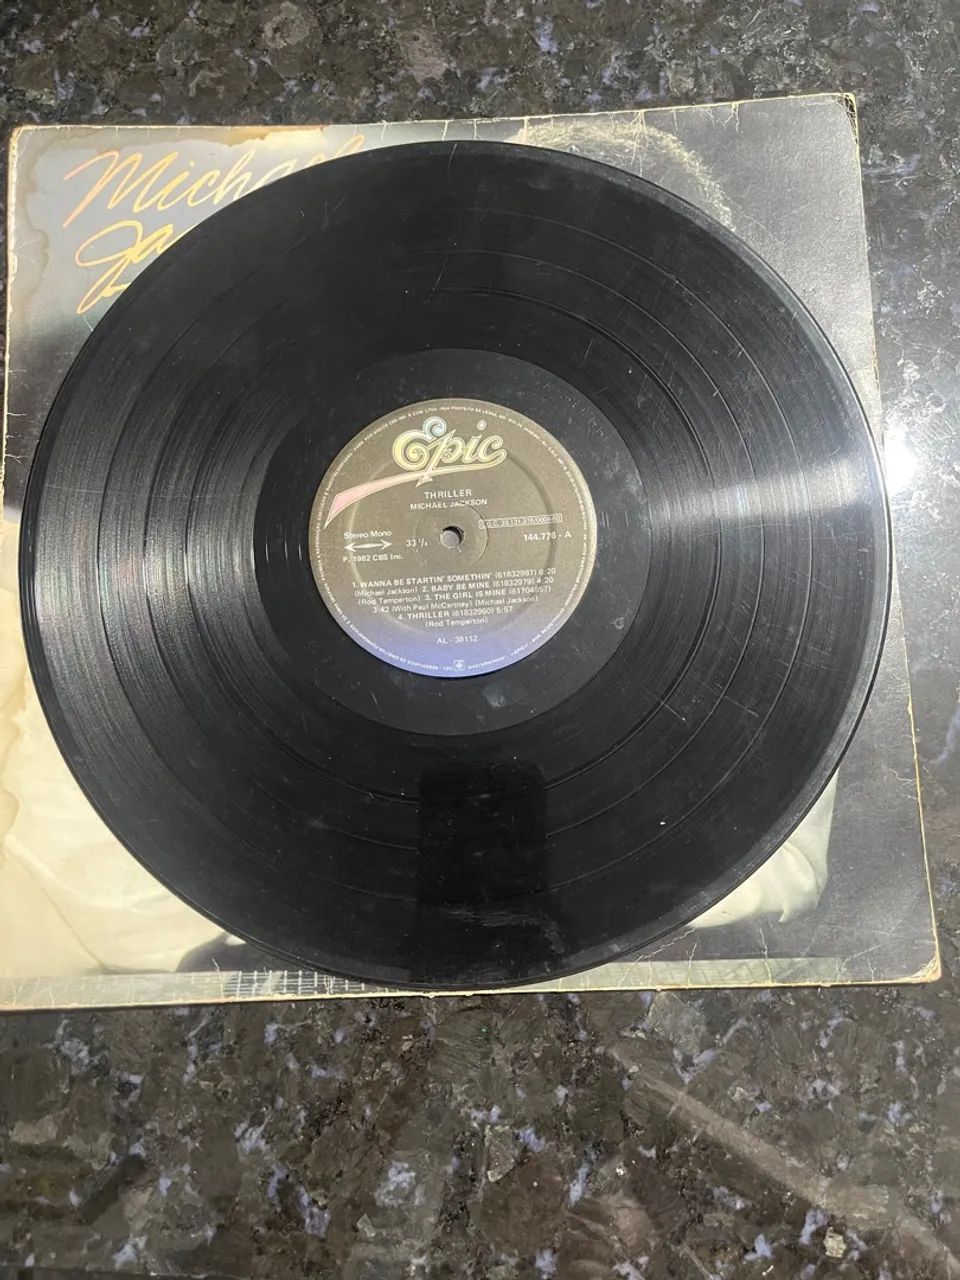 Michael
Ja
Epic
THRILLER
MICHAEL JACKSON
Stereo/Mono
33 1/3
144.776 - A
P. 1982 CBS Inc.
1. WANNA BE STARTIN' SOMETHIN' (61832987) 6:20
(Michael Jackson) 2. BABY BE MINE (61832979) 4:20
(Rod Temperton) 3. THE GIRL IS MINE
3:42 (With Paul McCartney) (Michael Jackson)
4. THRILLER (61832960) 5:57
(Rod Temperton)
AL - 38112